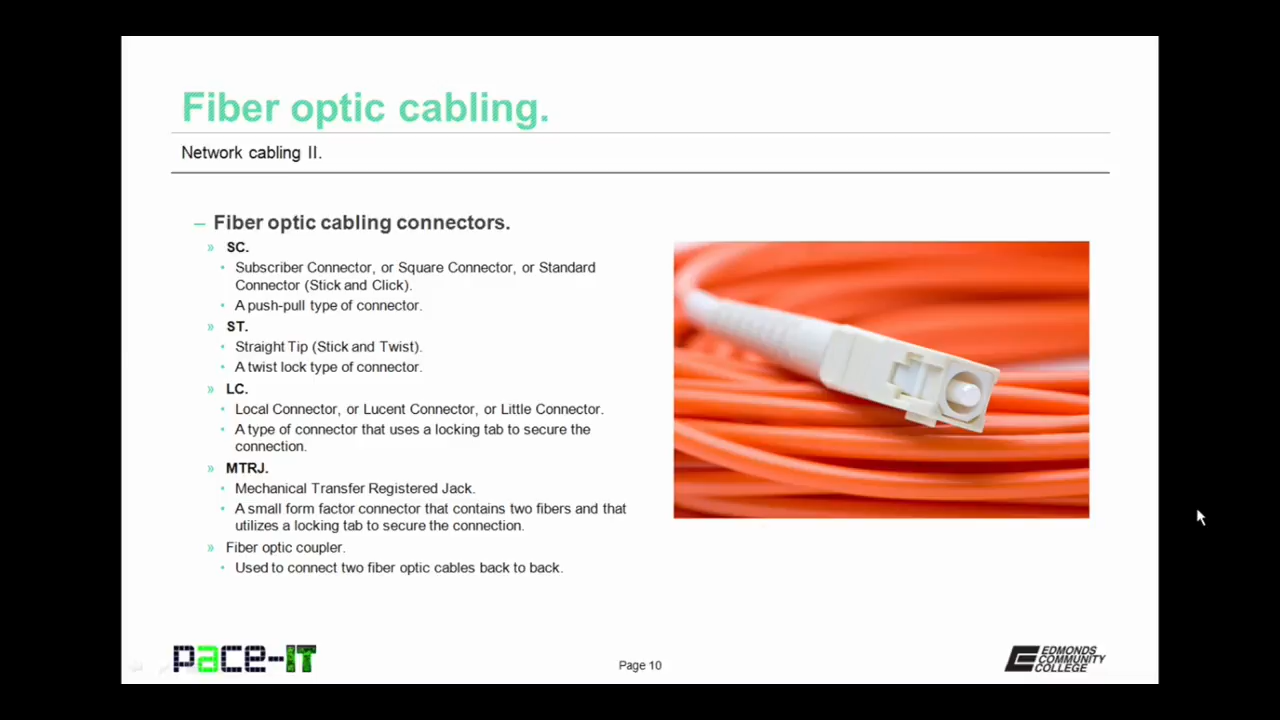 Fiber optic cabling.
Network cabling II.
– Fiber optic cabling connectors.
» SC.
• Subscriber Connector, or Square Connector, or Standard
Connector (Stick and Click).
• A push-pull type of connector.
» ST.
• Straight Tip (Stick and Twist).
• A twist lock type of connector.
» LC.
• Local Connector, or Lucent Connector, or Little Connector.
• A type of connector that uses a locking tab to secure the
connection.
» MTRJ.
• Mechanical Transfer Registered Jack.
• A small form factor connector that contains two fibers and that
utilizes a locking tab to secure the connection.
» Fiber optic coupler.
• Used to connect two fiber optic cables back to back.
pace-IT
Page 10
EDMONDS
COMMUNITY
COLLEGE